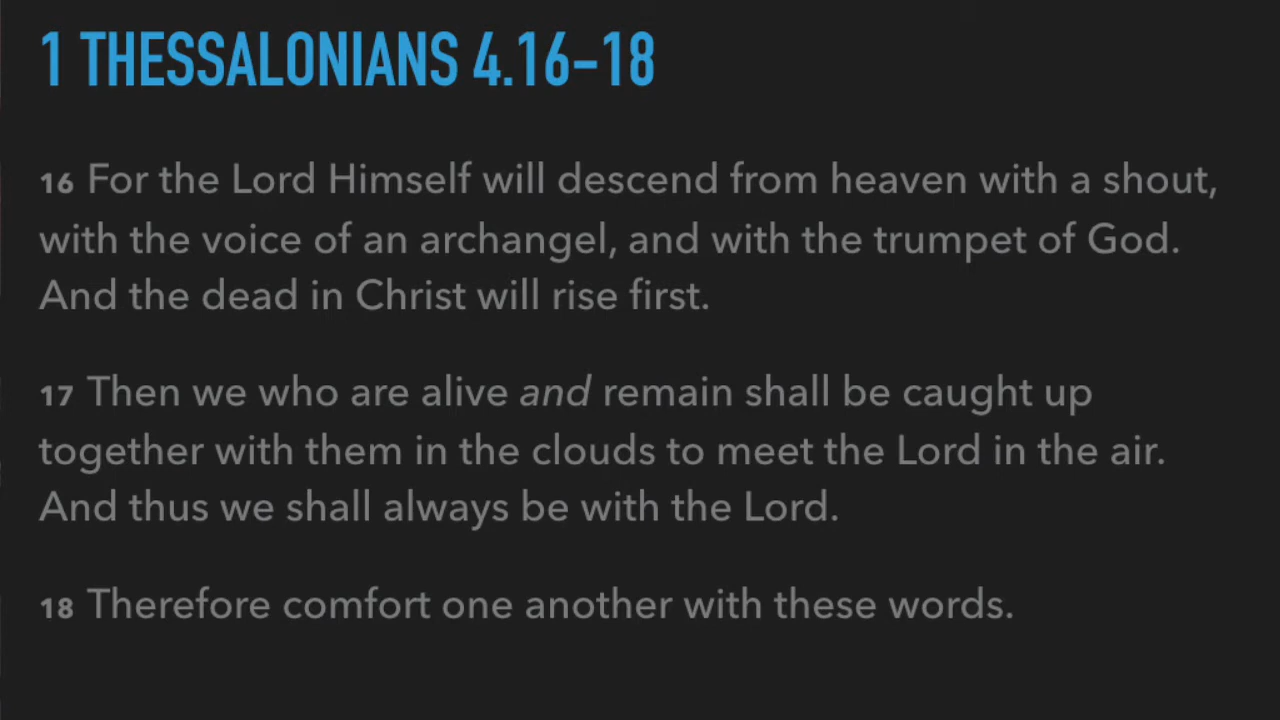 1 THESSALONIANS 4.16-18
16 For the Lord Himself will descend from heaven with a shout,
with the voice of an archangel, and with the trumpet of God.
And the dead in Christ will rise first.
17 Then we who are alive and remain shall be caught up
together with them in the clouds to meet the Lord in the air.
And thus we shall always be with the Lord.
18 Therefore comfort one another with these words.